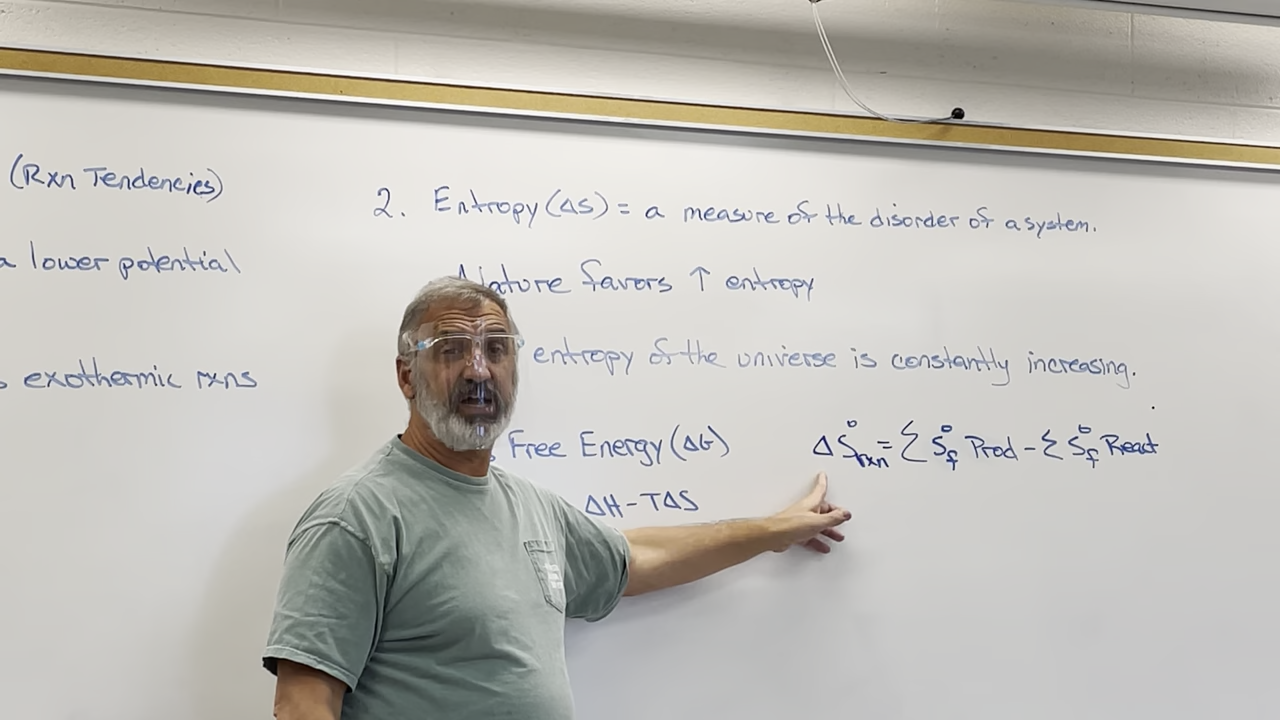 (Rxn Tendencies)
a lower potential
exothermic rxns
2. Entropy (ΔS) = a measure of the disorder of a system.
Nature favors ↑ entropy
entropy of the universe is constantly increasing.
Free Energy (ΔG)
ΔH - TΔS
ΔS°rxn = Σ S°f Prod - Σ S°f React